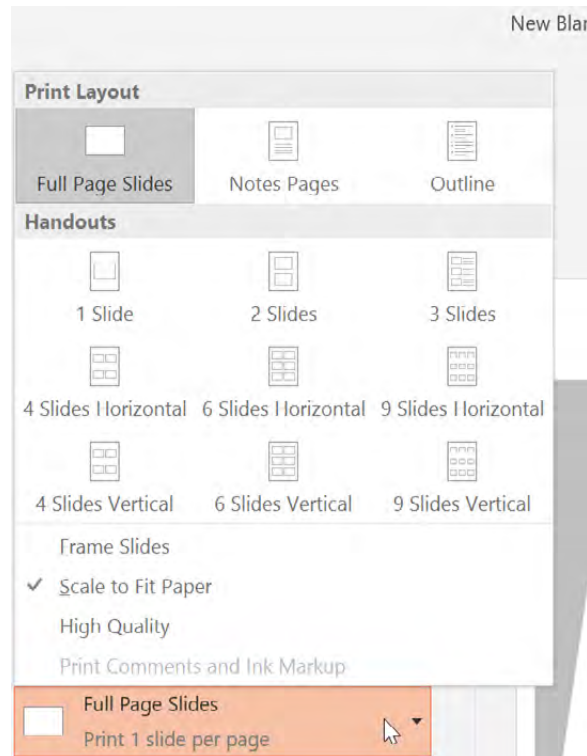 New Blan
Print Layout
Full Page Slides Notes Pages Outline
Handouts
1 Slide 2 Slides 3 Slides
4 Slides Horizontal 6 Slides Horizontal 9 Slides Horizontal
4 Slides Vertical 6 Slides Vertical 9 Slides Vertical
Frame Slides
Scale to Fit Paper
High Quality
Print Comments and Ink Markup
Full Page Slides
Print 1 slide per page